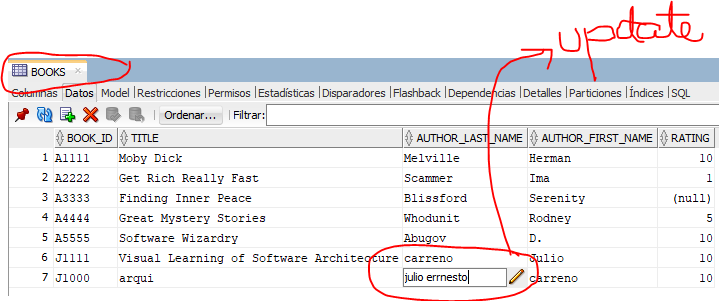 update
BOOKS
Columnas Datos Model Restricciones Permisos Estadísticas Disparadores Flashback Dependencias Detalles Particiones Índices SQL
Ordenar... Filtrar:
BOOK_ID TITLE AUTHOR_LAST_NAME AUTHOR_FIRST_NAME RATING
1 A1111 Moby Dick Melville Herman 10
2 A2222 Get Rich Really Fast Scammer Ima 1
3 A3333 Finding Inner Peace Blissford Serenity (null)
4 A4444 Great Mystery Stories Whodunit Rodney 5
5 A5555 Software Wizardry Abugov D. 10
6 J1111 Visual Learning of Software Architecture carreno Julio 10
7 J1000 arqui julio errnesto carreno 10